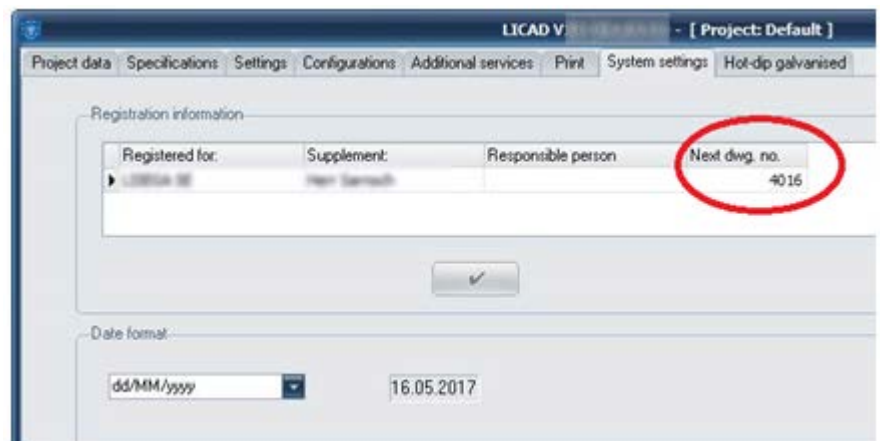 LICAD V - [ Project: Default ]
Project data Specifications Settings Configurations Additional services Print System settings Hot-dip galvanised
Registration information
Registered for: Supplement: Responsible person Next dwg. no.
4016
Date format
dd/MM/yyyy 16.05.2017